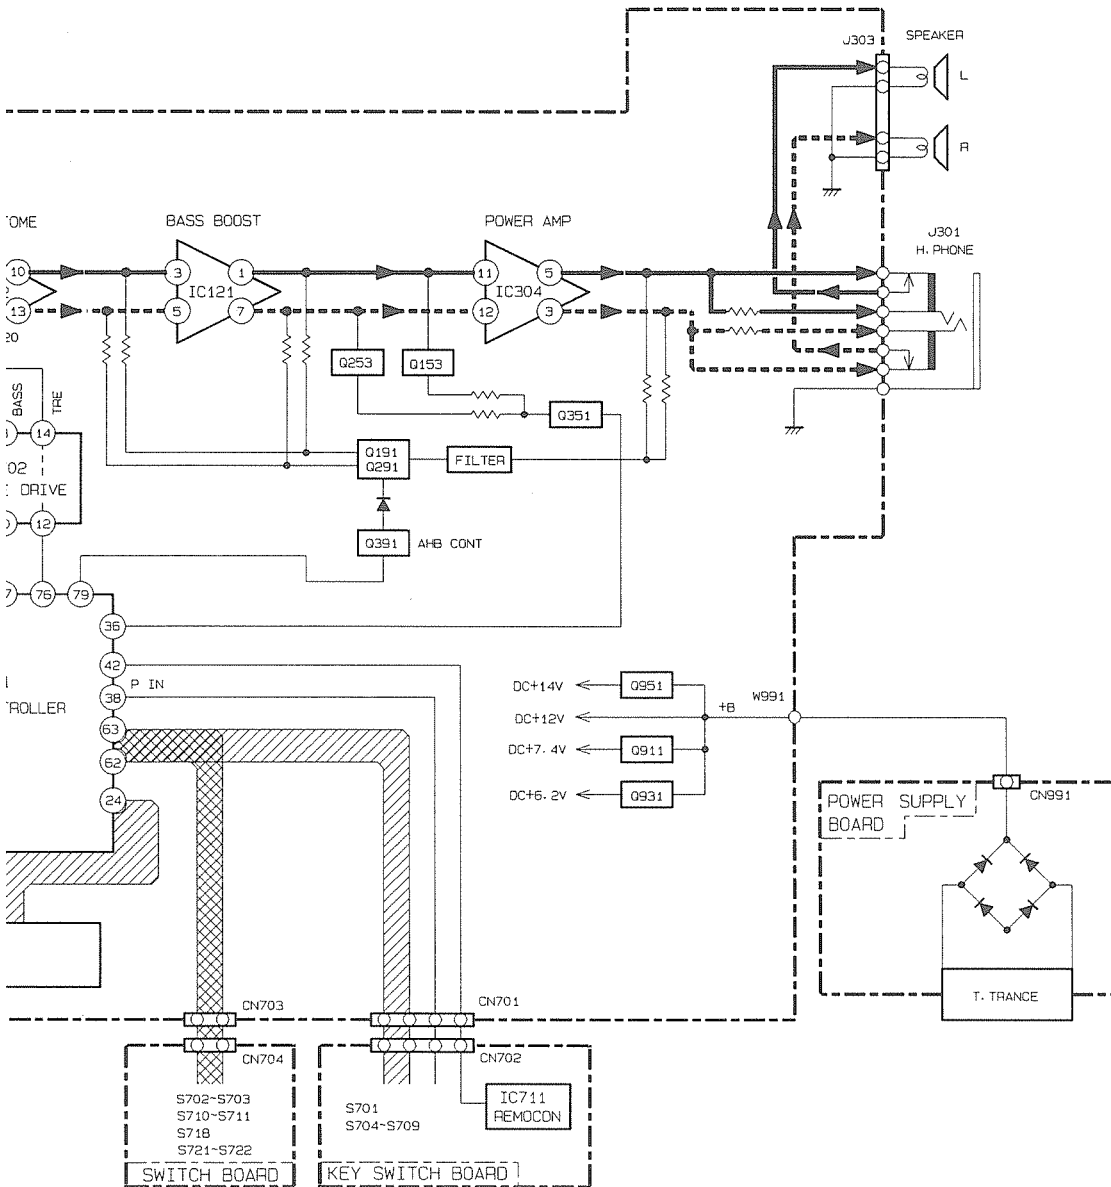 SPEAKER
J303
L
R
TOME
BASS BOOST
POWER AMP
J301
H. PHONE
10
3
1
11
5
IC121
IC304
13
5
7
12
3
20
Q253
Q153
BASS
TRE
Q351
14
Q191
Q291
FILTER
02
E DRIVE
12
Q391
AHB CONT
7
76
79
36
42
P IN
38
TROLLER
63
62
24
DC+14V
Q951
W991
+B
DC+12V
DC+7.4V
Q911
DC+6.2V
Q931
CN991
POWER SUPPLY
BOARD
T. TRANCE
CN703
CN701
CN704
CN702
S702~S703
S710~S711
S718
S721~S722
SWITCH BOARD
S701
S704~S709
IC711
REMOCON
KEY SWITCH BOARD